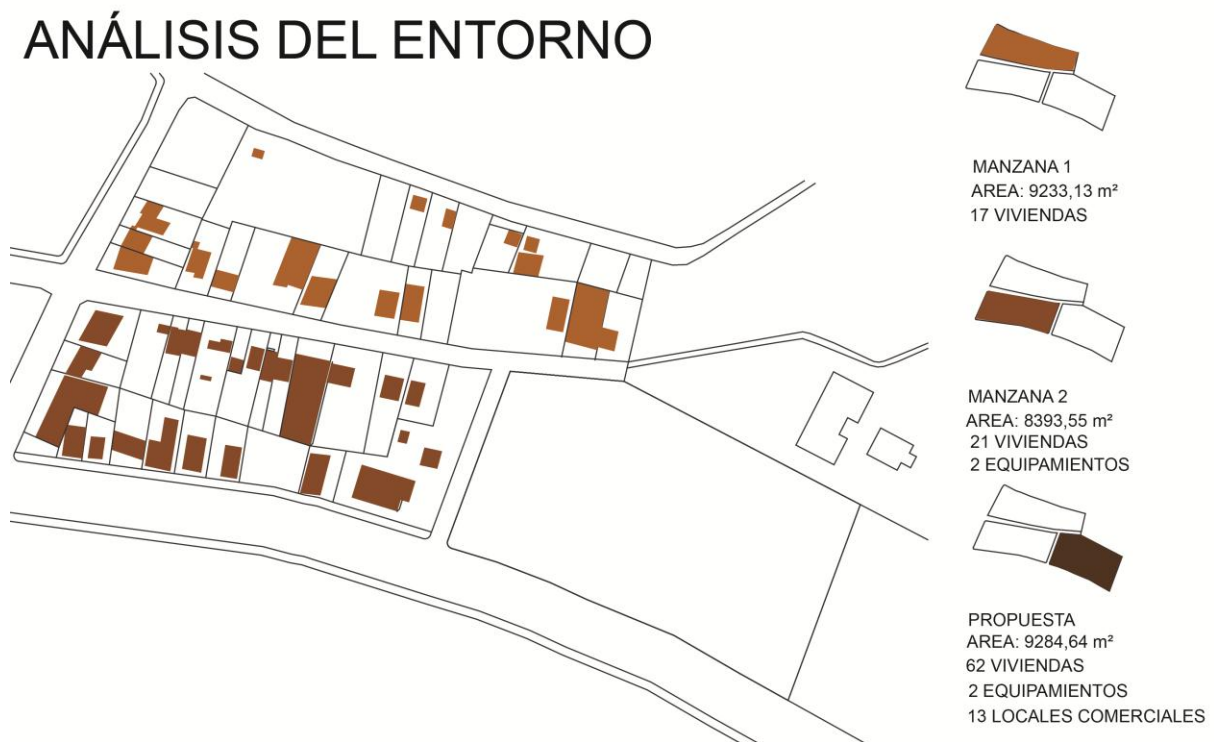 ANÁLISIS DEL ENTORNO
MANZANA 1
AREA: 9233,13 m²
17 VIVIENDAS
MANZANA 2
AREA: 8393,55 m²
21 VIVIENDAS
2 EQUIPAMIENTOS
PROPUESTA
AREA: 9284,64 m²
62 VIVIENDAS
2 EQUIPAMIENTOS
13 LOCALES COMERCIALES